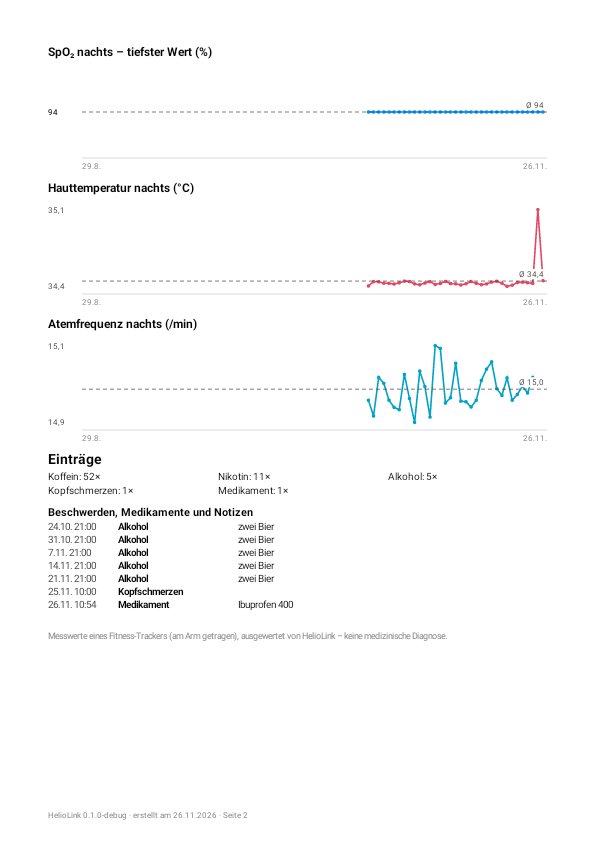 SpO₂ nachts – tiefster Wert (%)
Ø 94
94
29.8. 26.11.
Hauttemperatur nachts (°C)
35,1
Ø 34,4
34,4
29.8. 26.11.
Atemfrequenz nachts (/min)
15,1
Ø 15,0
14,9
29.8. 26.11.
Einträge
Koffein: 52× Nikotin: 11× Alkohol: 5×
Kopfschmerzen: 1× Medikament: 1×
Beschwerden, Medikamente und Notizen
24.10. 21:00 Alkohol zwei Bier
31.10. 21:00 Alkohol zwei Bier
7.11. 21:00 Alkohol zwei Bier
14.11. 21:00 Alkohol zwei Bier
21.11. 21:00 Alkohol zwei Bier
25.11. 10:00 Kopfschmerzen
26.11. 10:54 Medikament Ibuprofen 400
Messwerte eines Fitness-Trackers (am Arm getragen), ausgewertet von HelioLink – keine medizinische Diagnose.
HelioLink 0.1.0-debug · erstellt am 26.11.2026 · Seite 2